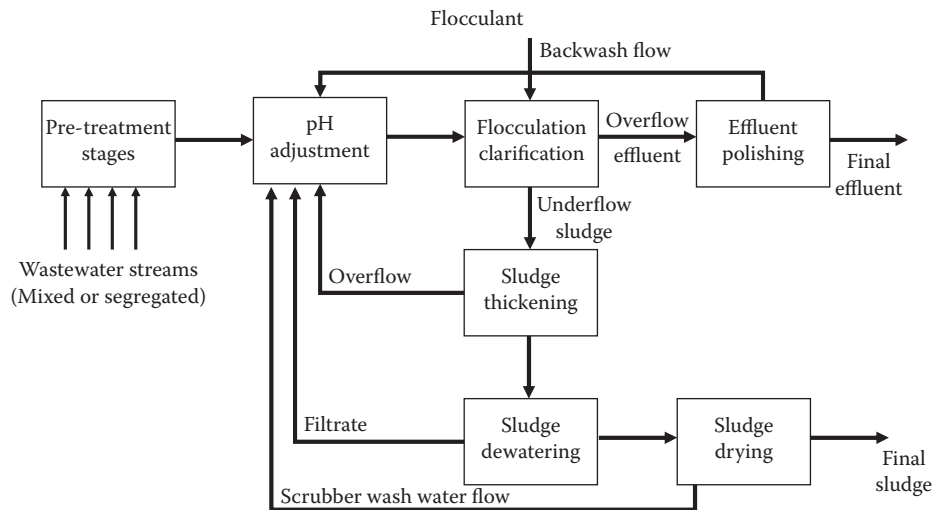 Flocculant
Backwash flow
Pre-treatment
stages
pH
adjustment
Flocculation
clarification
Overflow
effluent
Effluent
polishing
Final
effluent
Wastewater streams
(Mixed or segregated)
Underflow
sludge
Overflow
Sludge
thickening
Filtrate
Sludge
dewatering
Sludge
drying
Final
sludge
Scrubber wash water flow